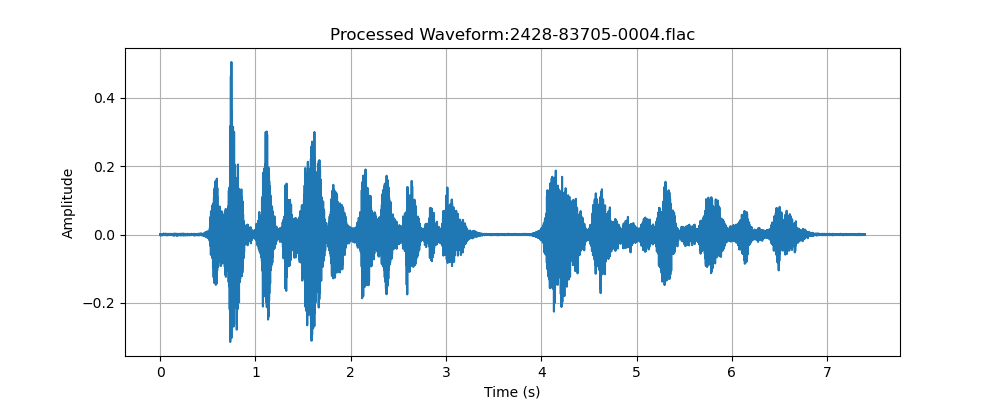 Processed Waveform:2428-83705-0004.flac
0.4
0.2
0.0
−0.2
Amplitude
0 1 2 3 4 5 6 7
Time (s)